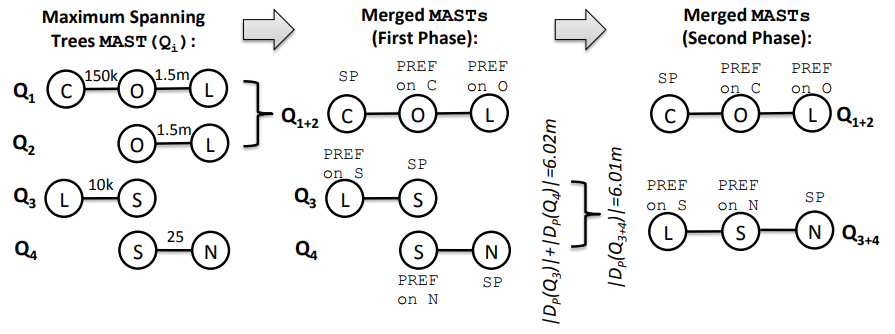 Maximum Spanning
Trees MAST(Qi):
Merged MASTs
(First Phase):
Merged MASTs
(Second Phase):
Q1
C
150k
O
1.5m
L
Q2
O
1.5m
L
Q3
L
10k
S
Q4
S
25
N
Q1+2
SP
PREF
on C
PREF
on O
C
O
L
Q3
PREF
on S
SP
L
S
Q4
S
N
PREF
on N
SP
|DP(Q3)|+|DP(Q4)|=6.02m
|DP(Q3+4)|=6.01m
SP
PREF
on C
PREF
on O
C
O
L
Q1+2
PREF
on S
PREF
on N
SP
L
S
N
Q3+4